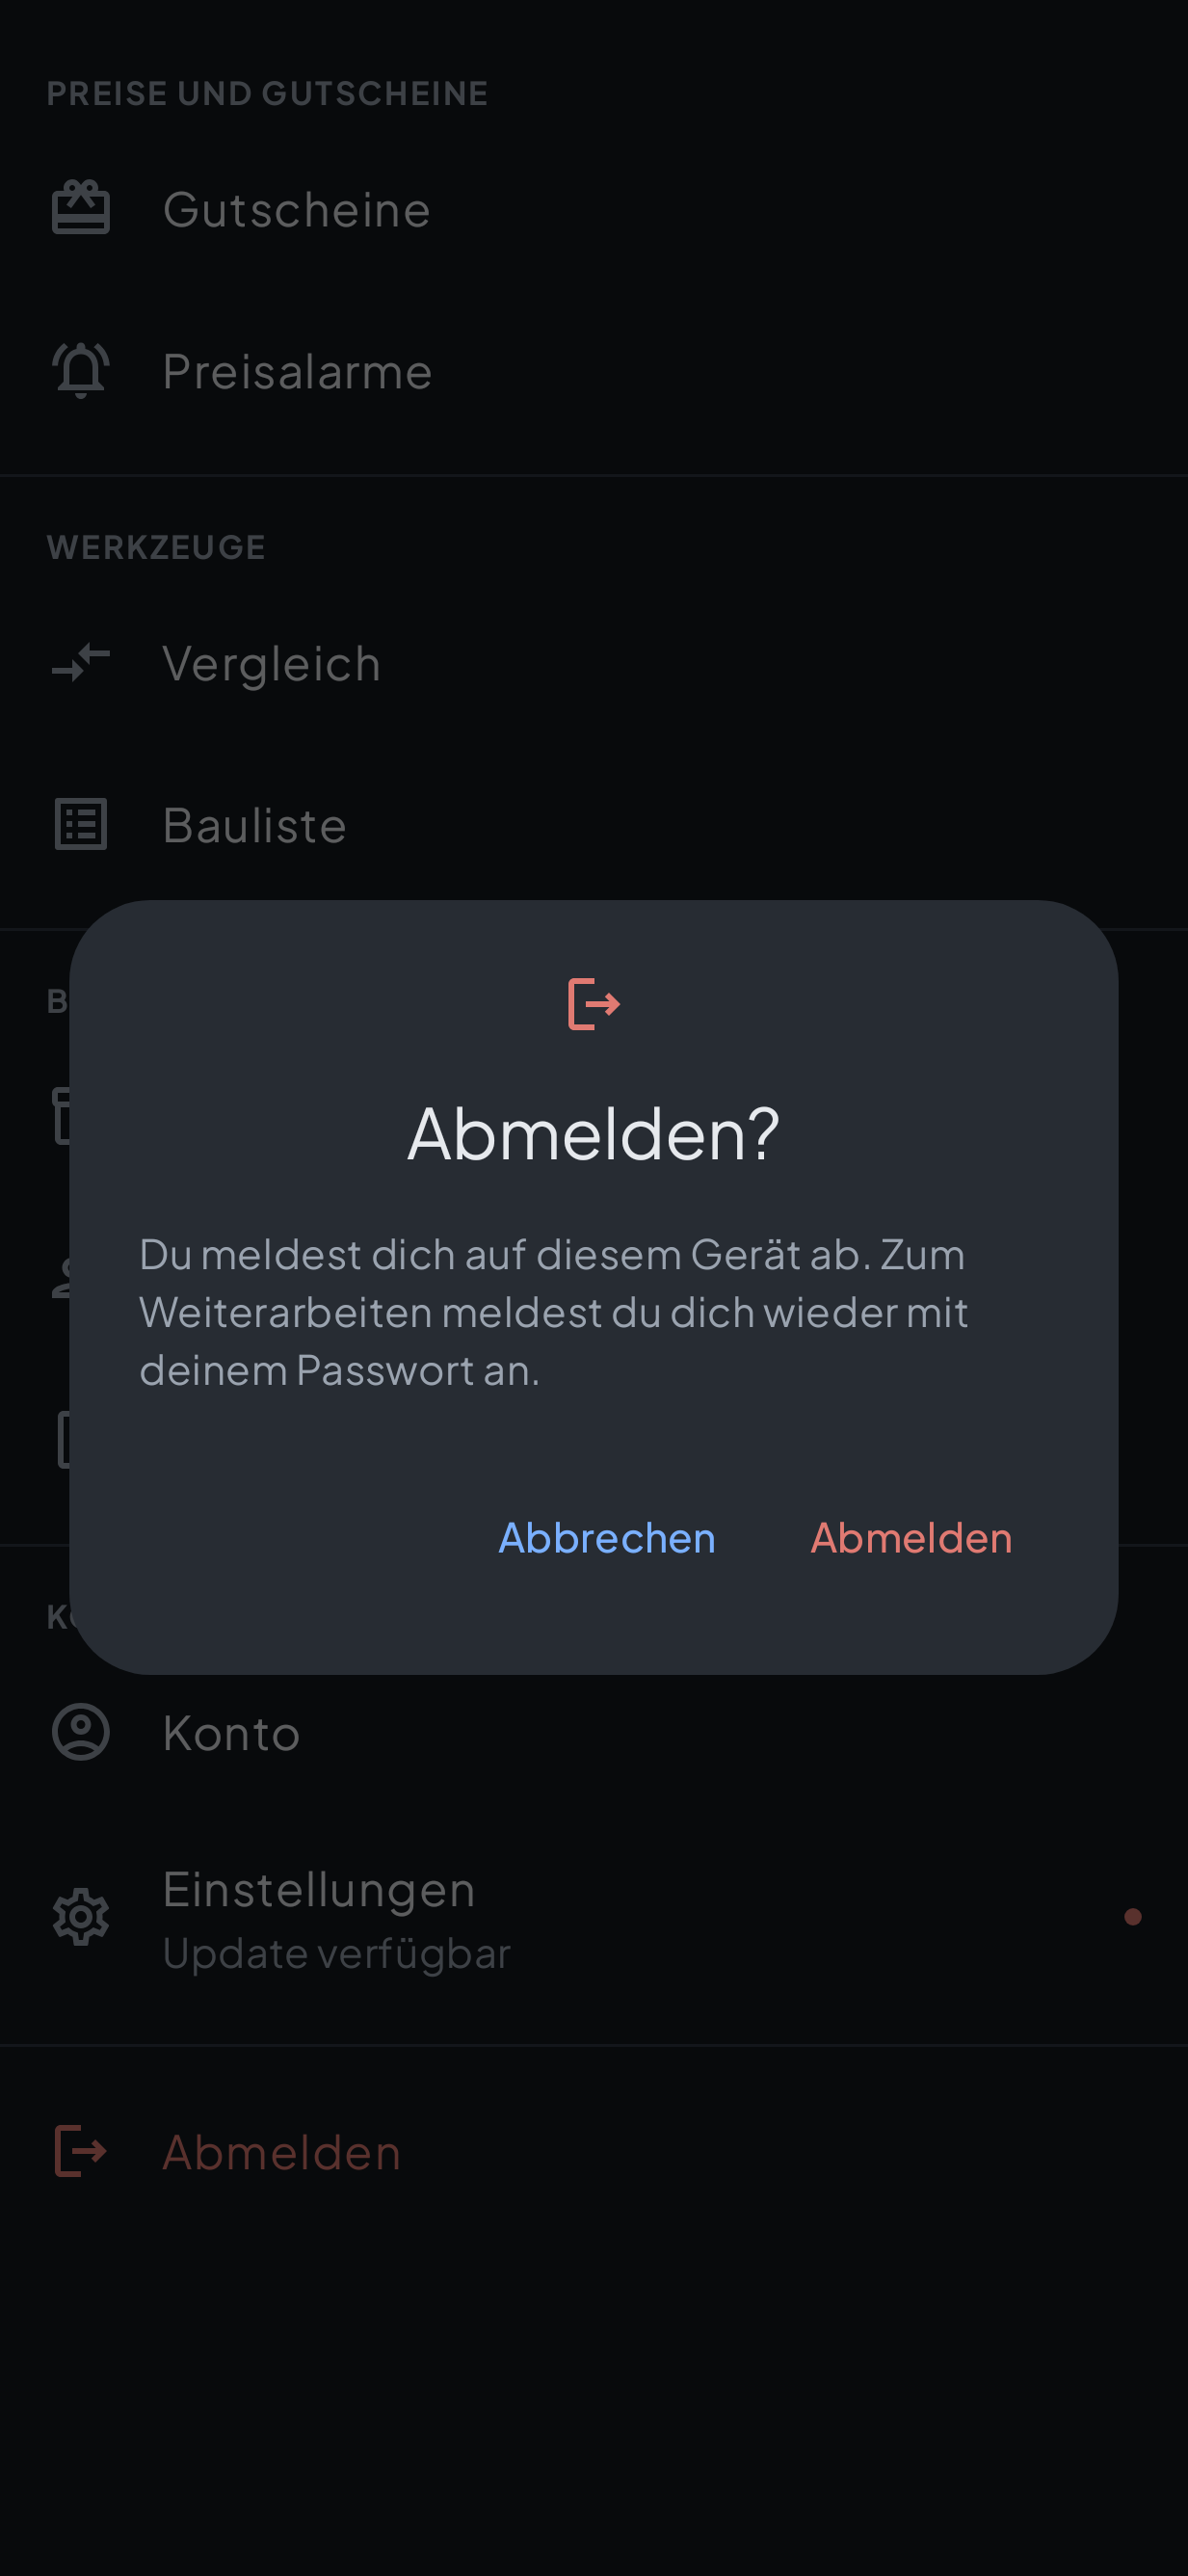 PREISE UND GUTSCHEINE
Gutscheine
Preisalarme
WERKZEUGE
Vergleich
Bauliste
Abmelden?
Du meldest dich auf diesem Gerät ab. Zum
Weiterarbeiten meldest du dich wieder mit
deinem Passwort an.
Abbrechen
Abmelden
Konto
Einstellungen
Update verfügbar
Abmelden